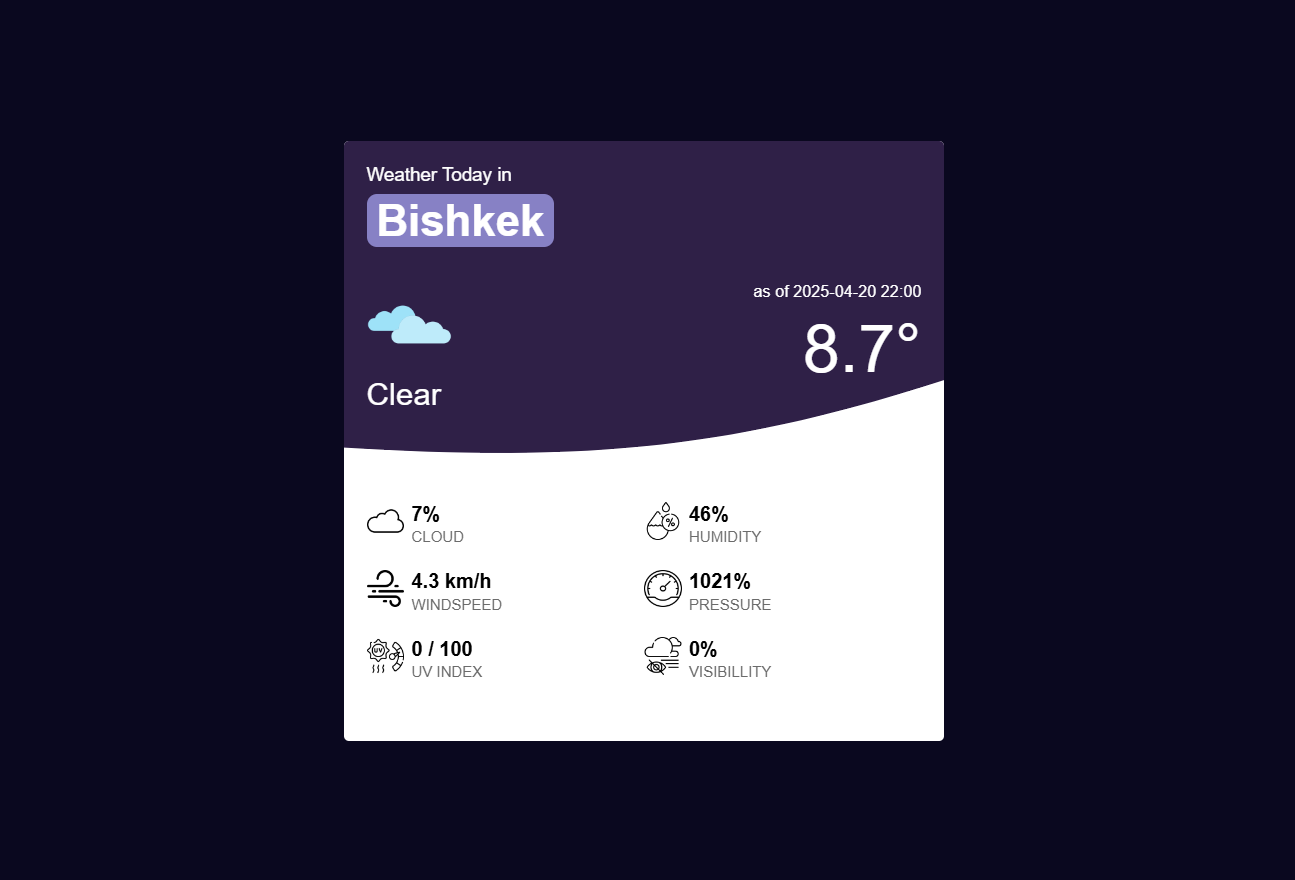 Weather Today in
Bishkek
as of 2025-04-20 22:00
8.7°
Clear
7%
CLOUD
46%
HUMIDITY
4.3 km/h
WINDSPEED
1021%
PRESSURE
0 / 100
UV INDEX
0%
VISIBILLITY